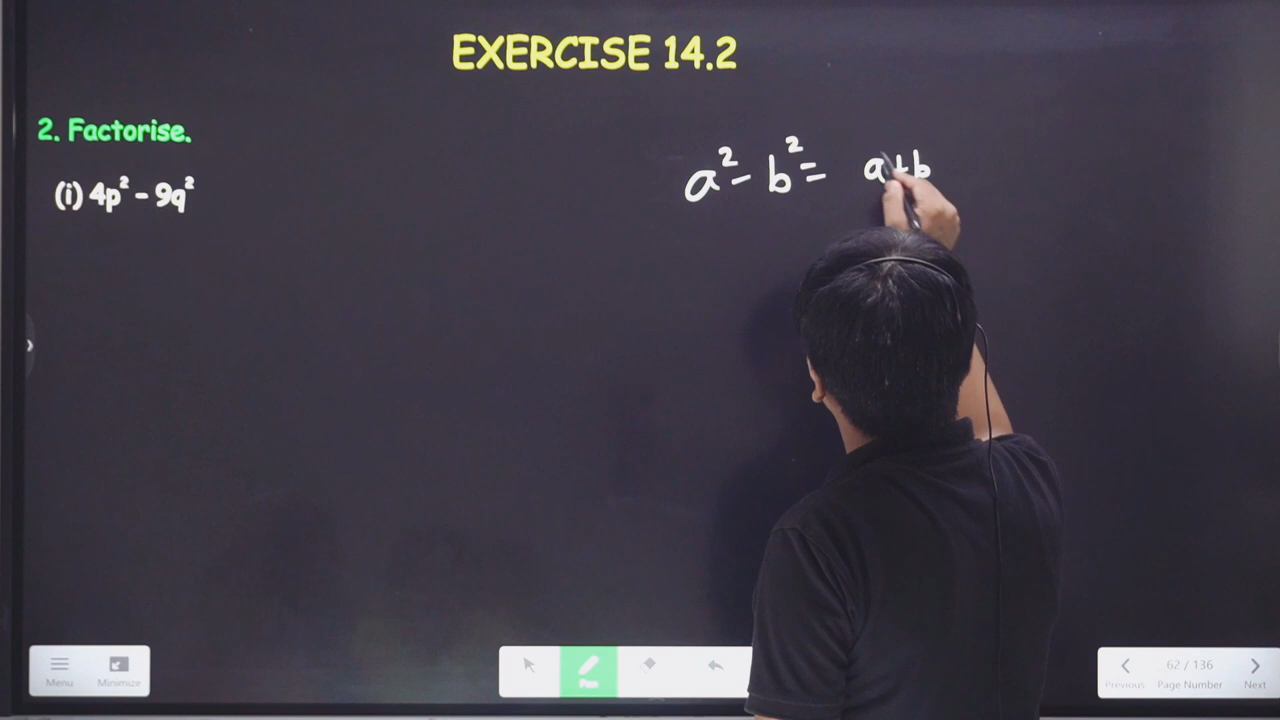 EXERCISE 14.2
2. Factorise.
(i) 4p² - 9q²
a² - b² = a+b
Menu
Minimize
Pen
Previous
62 / 136
Page Number
Next